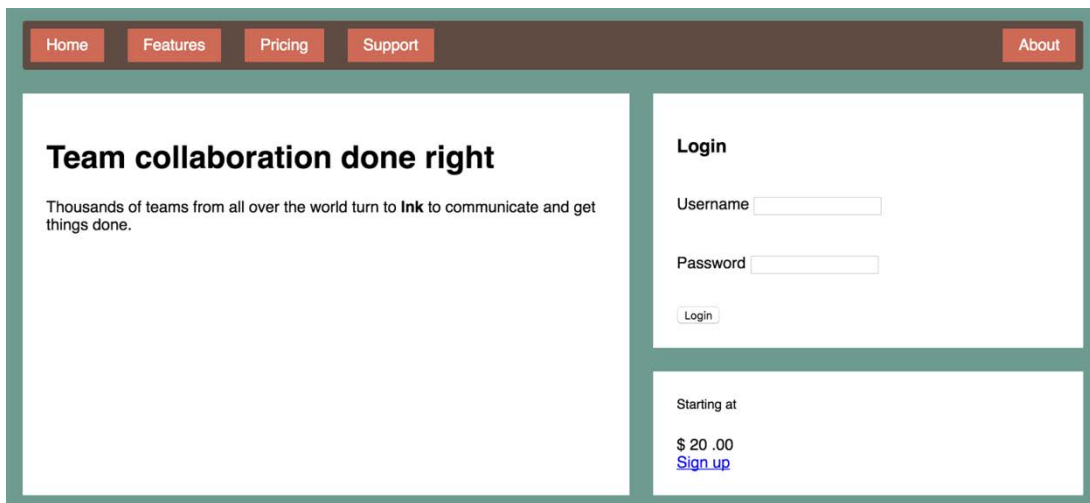 Home Features Pricing Support About
Team collaboration done right
Thousands of teams from all over the world turn to Ink to communicate and get
things done.
Login
Username
Password
Login
Starting at
$ 20 .00
Sign up